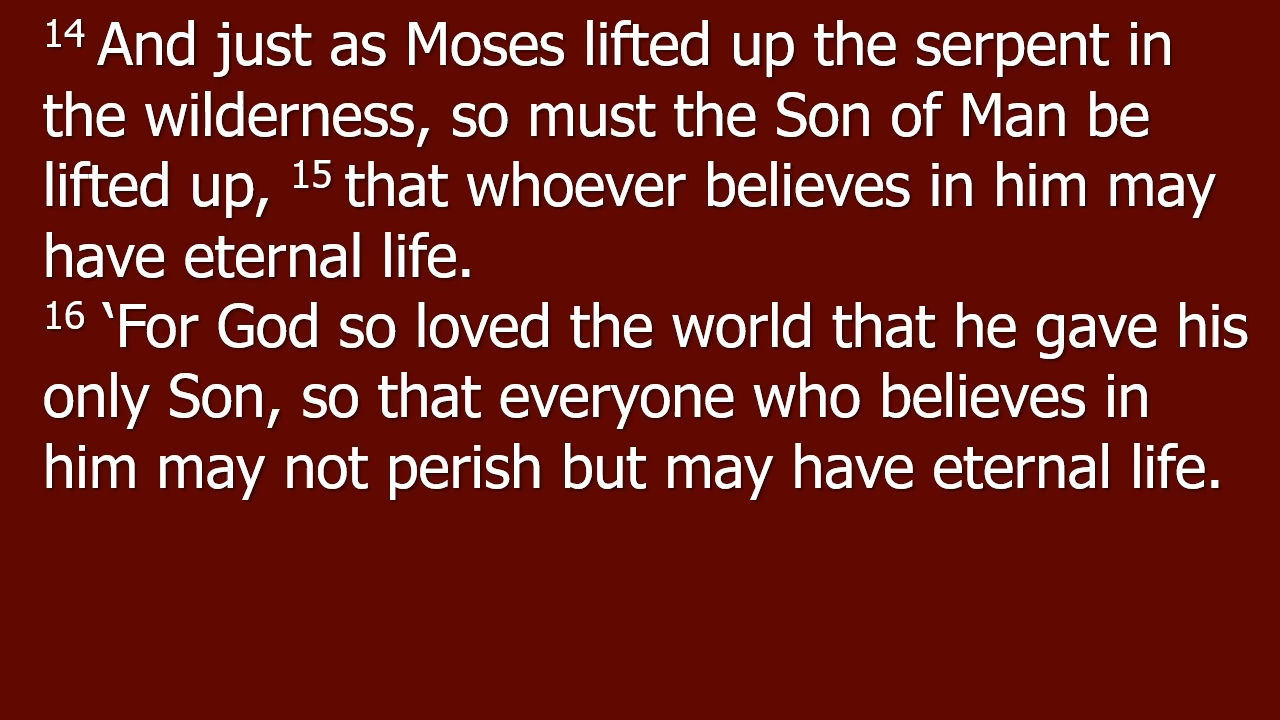 14 And just as Moses lifted up the serpent in
the wilderness, so must the Son of Man be
lifted up, 15 that whoever believes in him may
have eternal life.
16 ‘For God so loved the world that he gave his
only Son, so that everyone who believes in
him may not perish but may have eternal life.